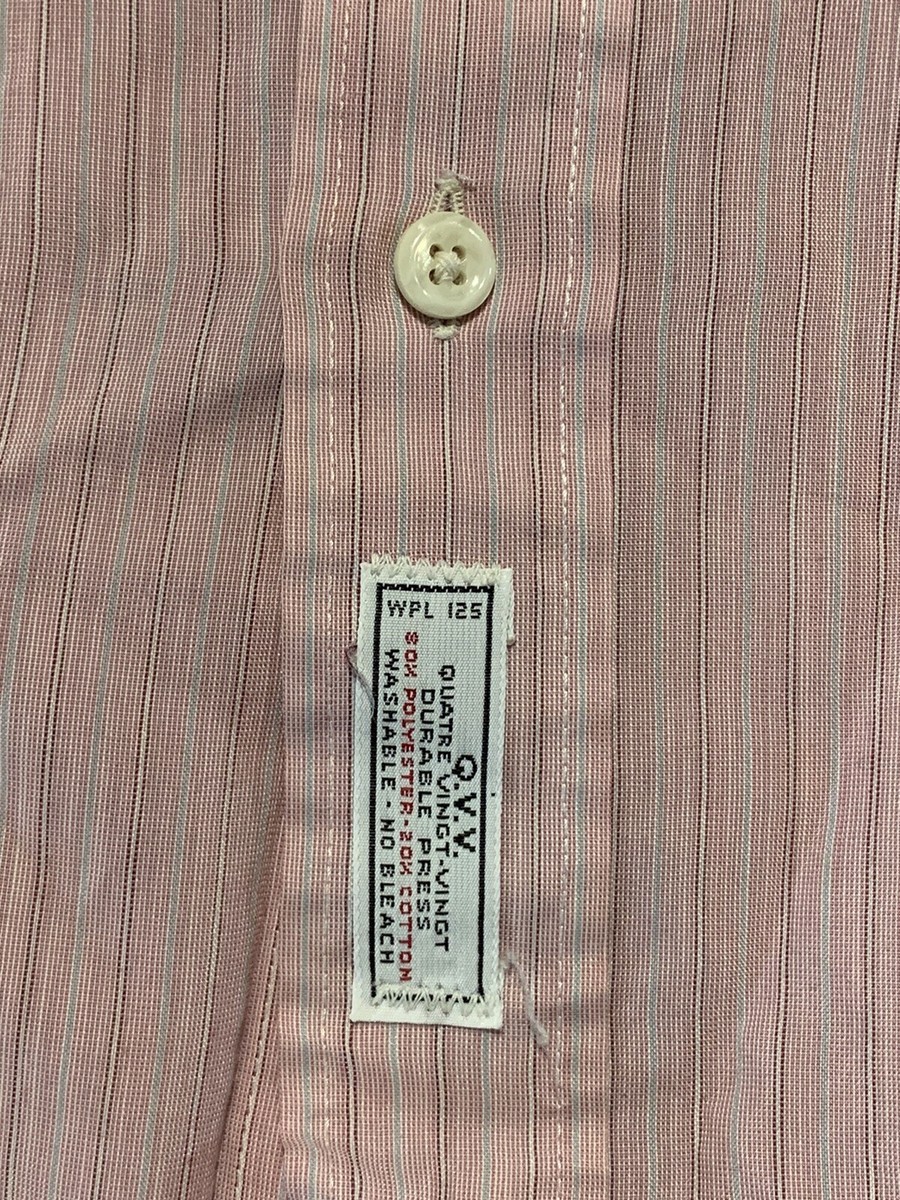 WPL 125
Q.V.V.
QUATRE VINGT-VINGT
DURABLE PRESS
80% POLYESTER-20% COTTON
WASHABLE - NO BLEACH